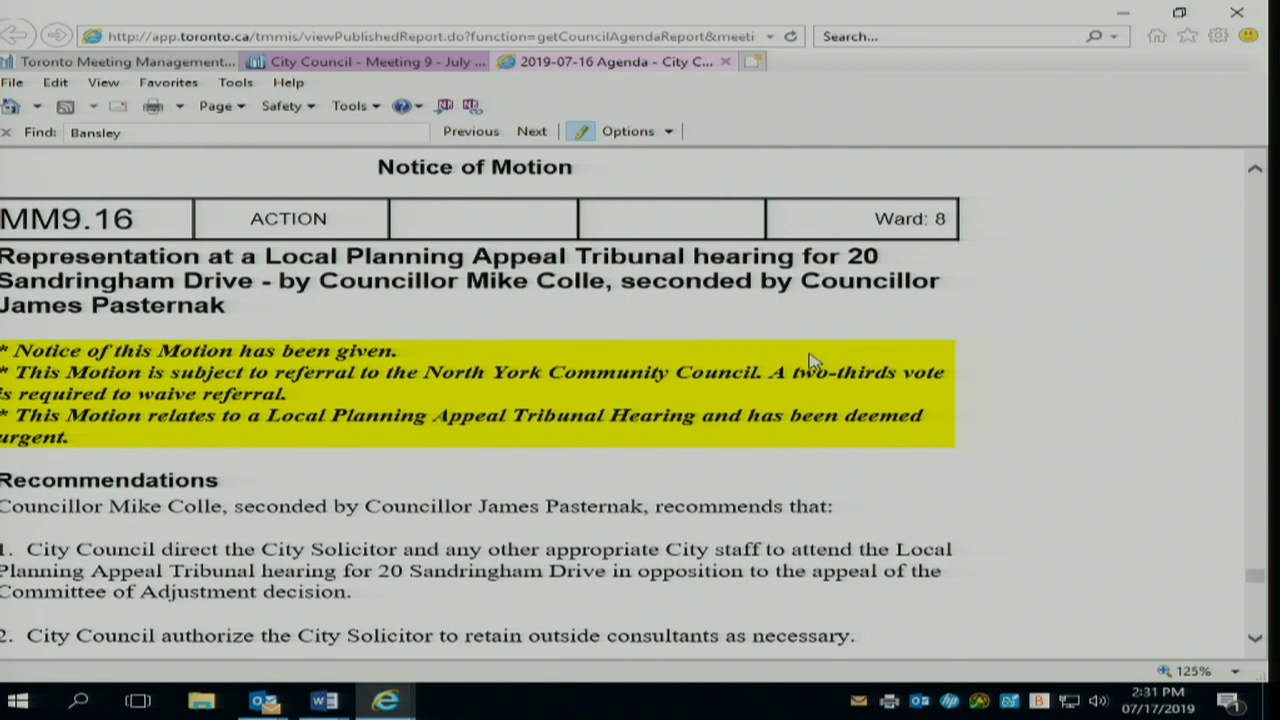 http://app.toronto.ca/tmmis/viewPublishedReport.do?function=getCouncilAgendaReport&meeti
Search...
Toronto Meeting Management...
City Council - Meeting 9 - July ...
2019-07-16 Agenda - City C...
File Edit View Favorites Tools Help
Page Safety Tools
Find: Bansley Previous Next Options
Notice of Motion
MM9.16 ACTION Ward: 8
Representation at a Local Planning Appeal Tribunal hearing for 20
Sandringham Drive - by Councillor Mike Colle, seconded by Councillor
James Pasternak
* Notice of this Motion has been given.
* This Motion is subject to referral to the North York Community Council. A two-thirds vote
is required to waive referral.
* This Motion relates to a Local Planning Appeal Tribunal Hearing and has been deemed
urgent.
Recommendations
Councillor Mike Colle, seconded by Councillor James Pasternak, recommends that:
1. City Council direct the City Solicitor and any other appropriate City staff to attend the Local
Planning Appeal Tribunal hearing for 20 Sandringham Drive in opposition to the appeal of the
Committee of Adjustment decision.
2. City Council authorize the City Solicitor to retain outside consultants as necessary.
125%
2:31 PM
07/17/2019